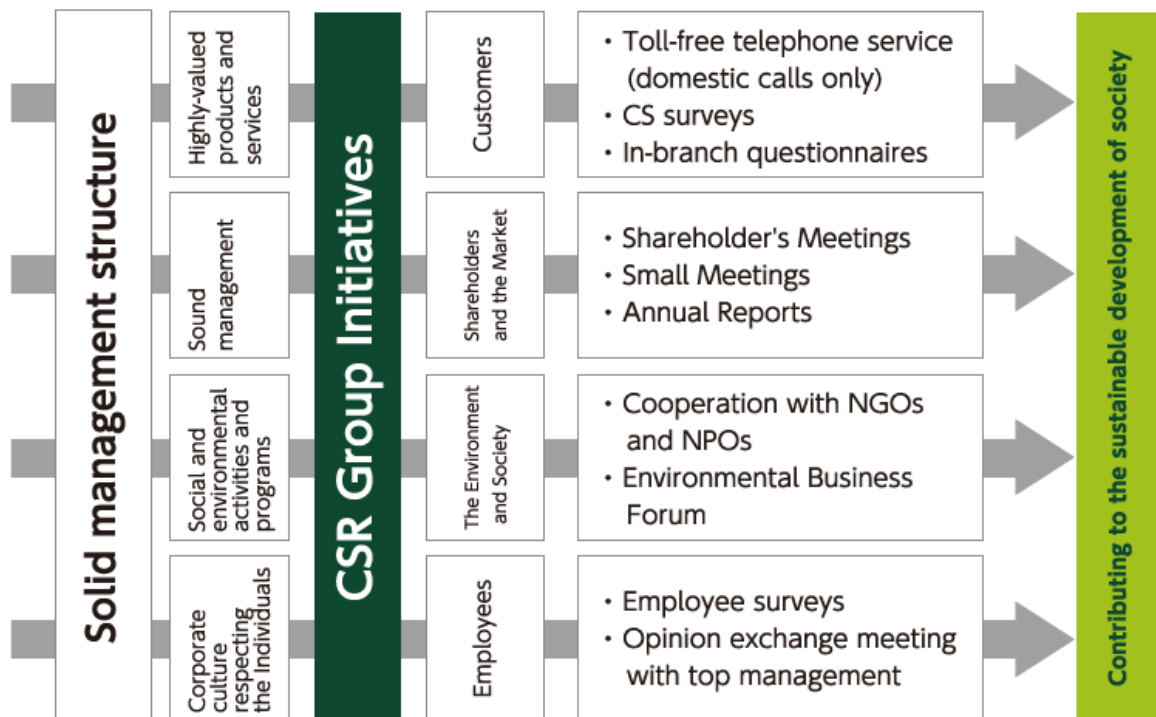 Solid management structure
Highly-valued
products and
services
CSR Group Initiatives
Customers
・Toll-free telephone service
(domestic calls only)
・CS surveys
・In-branch questionnaires
Contributing to the sustainable development of society
Sound
management
Shareholders
and the Market
・Shareholder's Meetings
・Small Meetings
・Annual Reports
Social and
environmental
activities and
programs
The Environment
and Society
・Cooperation with NGOs
and NPOs
・Environmental Business
Forum
Corporate
culture
respecting
the Individuals
Employees
・Employee surveys
・Opinion exchange meeting
with top management